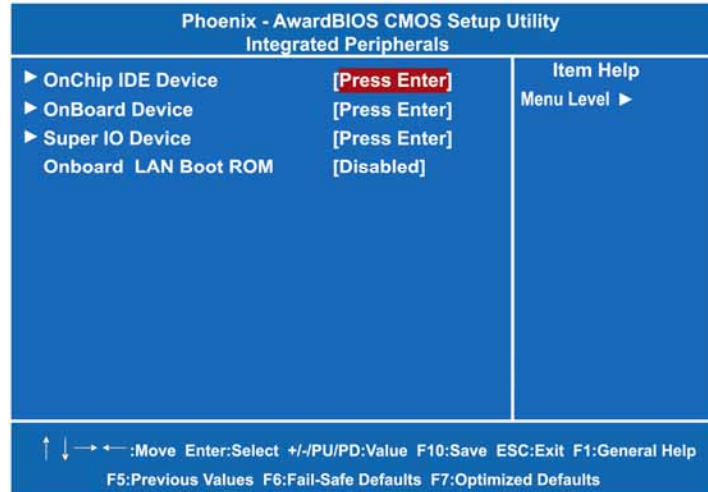 Phoenix - AwardBIOS CMOS Setup Utility
Integrated Peripherals
► OnChip IDE Device [Press Enter]
► OnBoard Device [Press Enter]
► Super IO Device [Press Enter]
Onboard LAN Boot ROM [Disabled]
Item Help
Menu Level ►
↑ ↓ → ← :Move Enter:Select +/-/PU/PD:Value F10:Save ESC:Exit F1:General Help
F5:Previous Values F6:Fail-Safe Defaults F7:Optimized Defaults